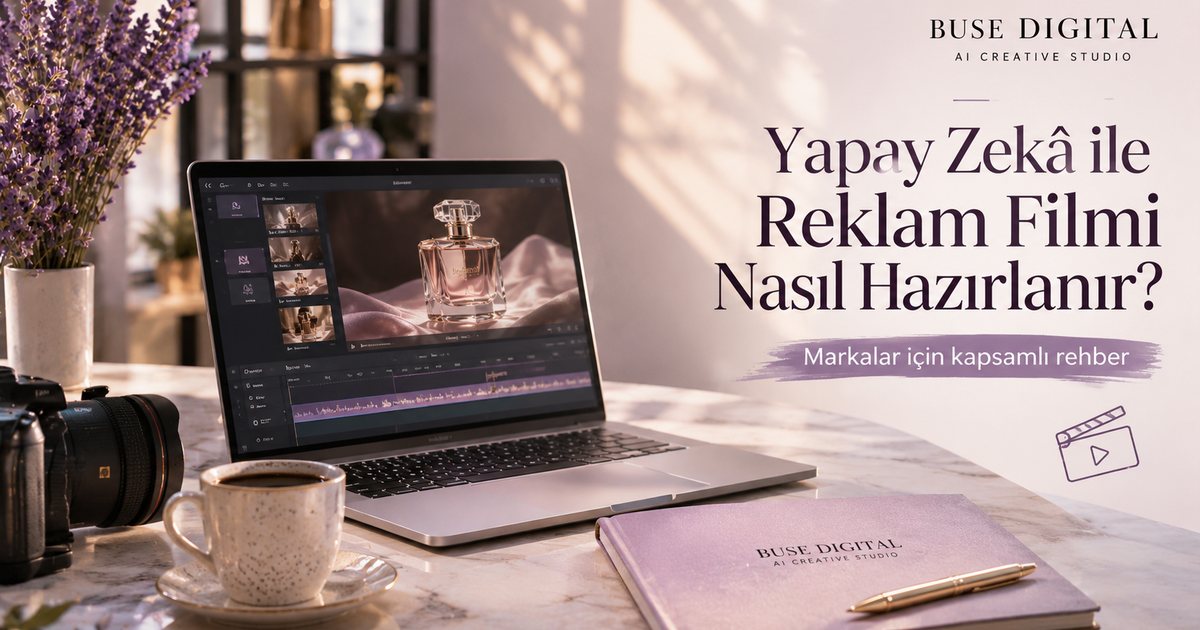 BUSE DIGITAL
AI CREATIVE STUDIO
Yapay Zekâ ile
Reklam Filmi
Nasıl Hazırlanır?
Markalar için kapsamlı rehber
BUSE DIGITAL
AI CREATIVE STUDIO